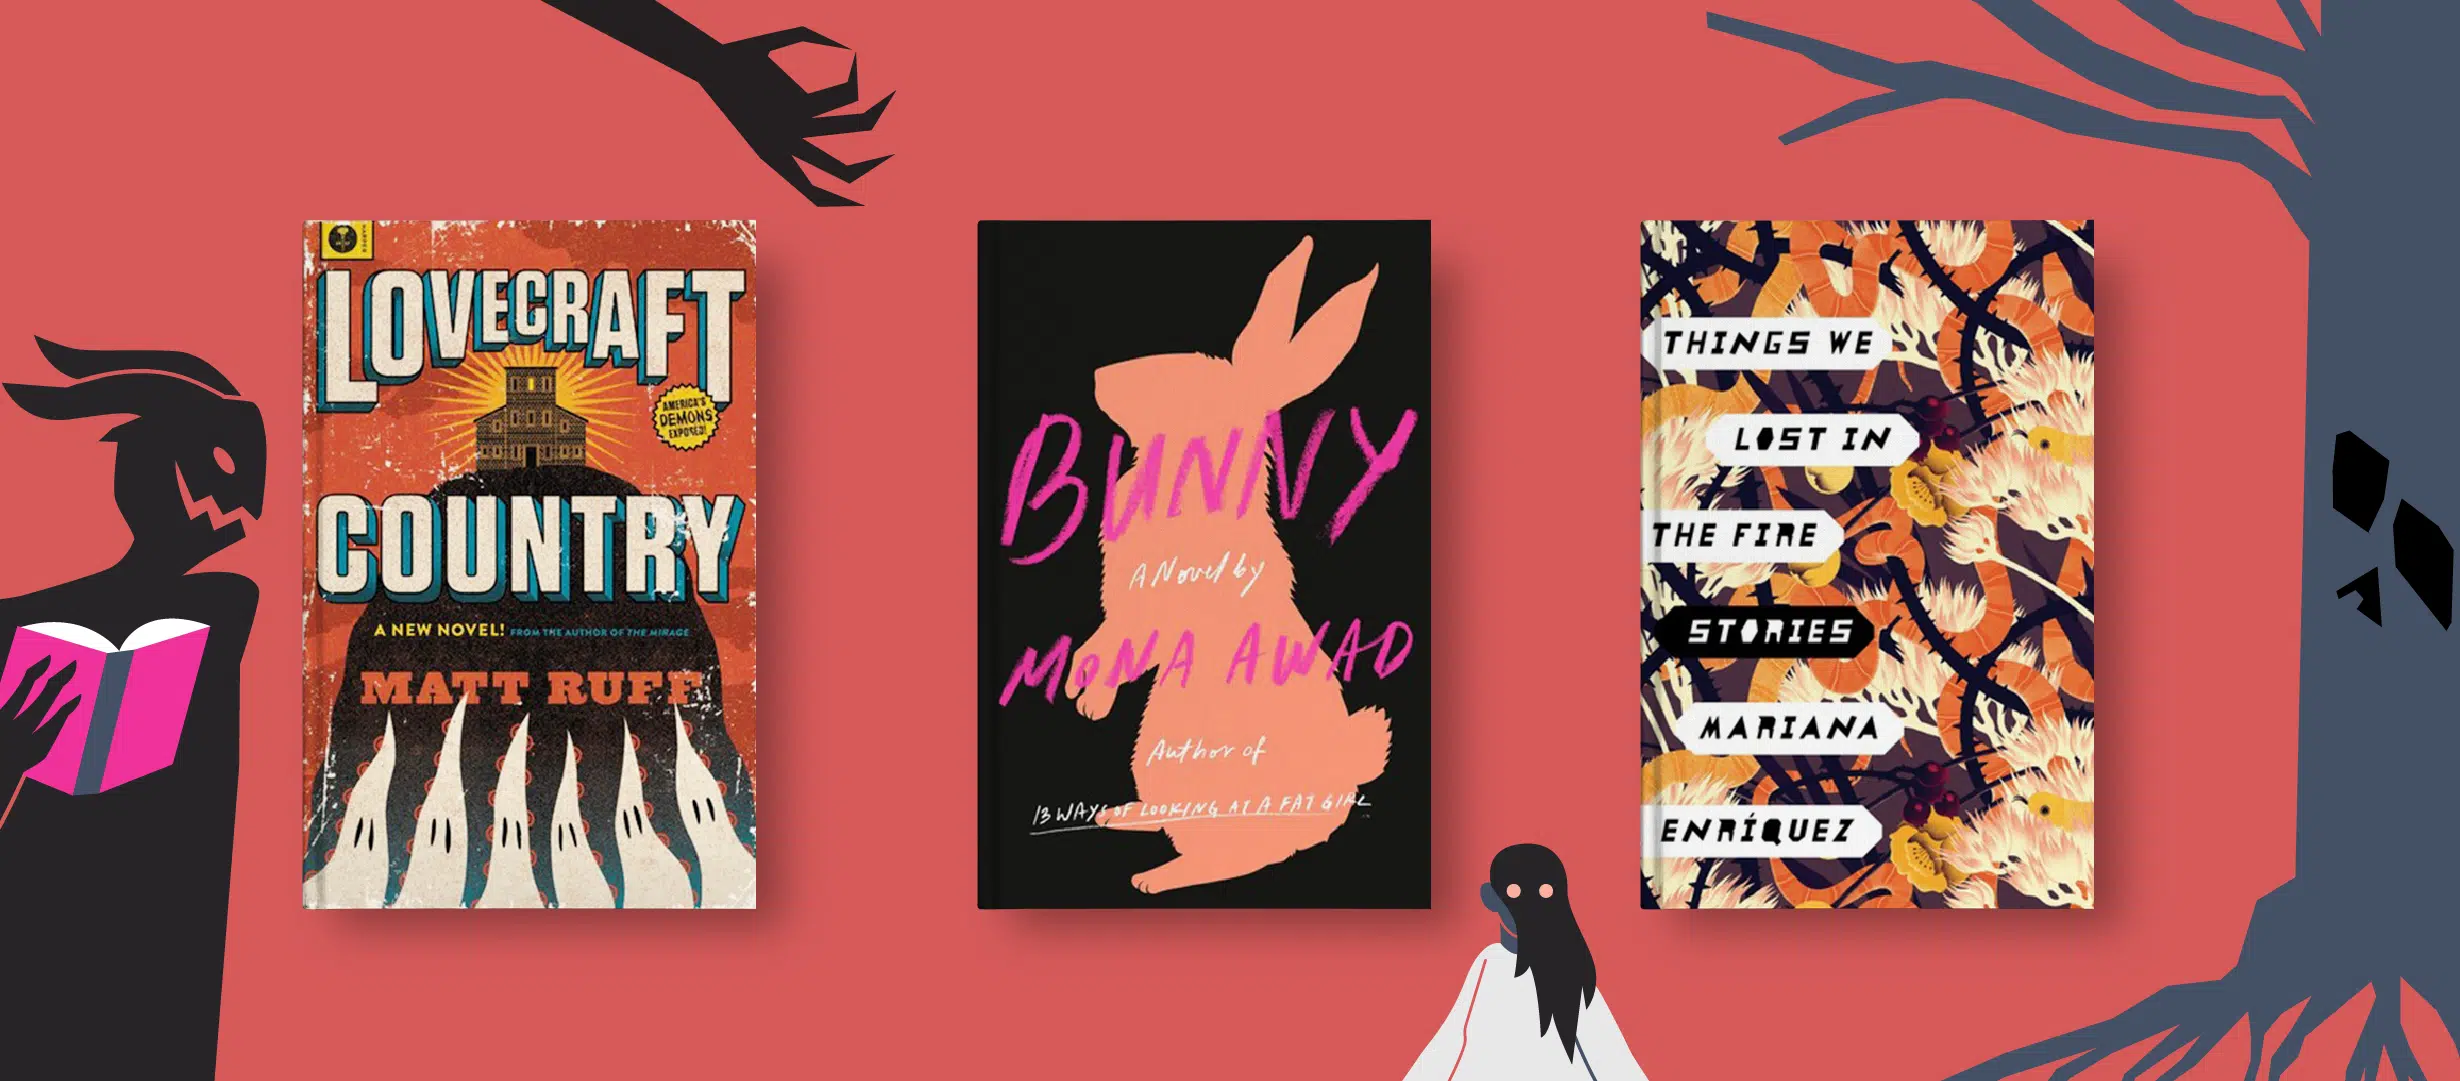 HARPER
LOVECRAFT
AMERICA'S
DEMONS
EXPOSED!
COUNTRY
A NEW NOVEL! FROM THE AUTHOR OF THE MIRAGE
MATT RUFF
BUNNY
A Novel by
MONA AWAD
Author of
13 WAYS OF LOOKING AT A FAT GIRL
THINGS WE
LOST IN
THE FIRE
STORIES
MARIANA
ENRÍQUEZ